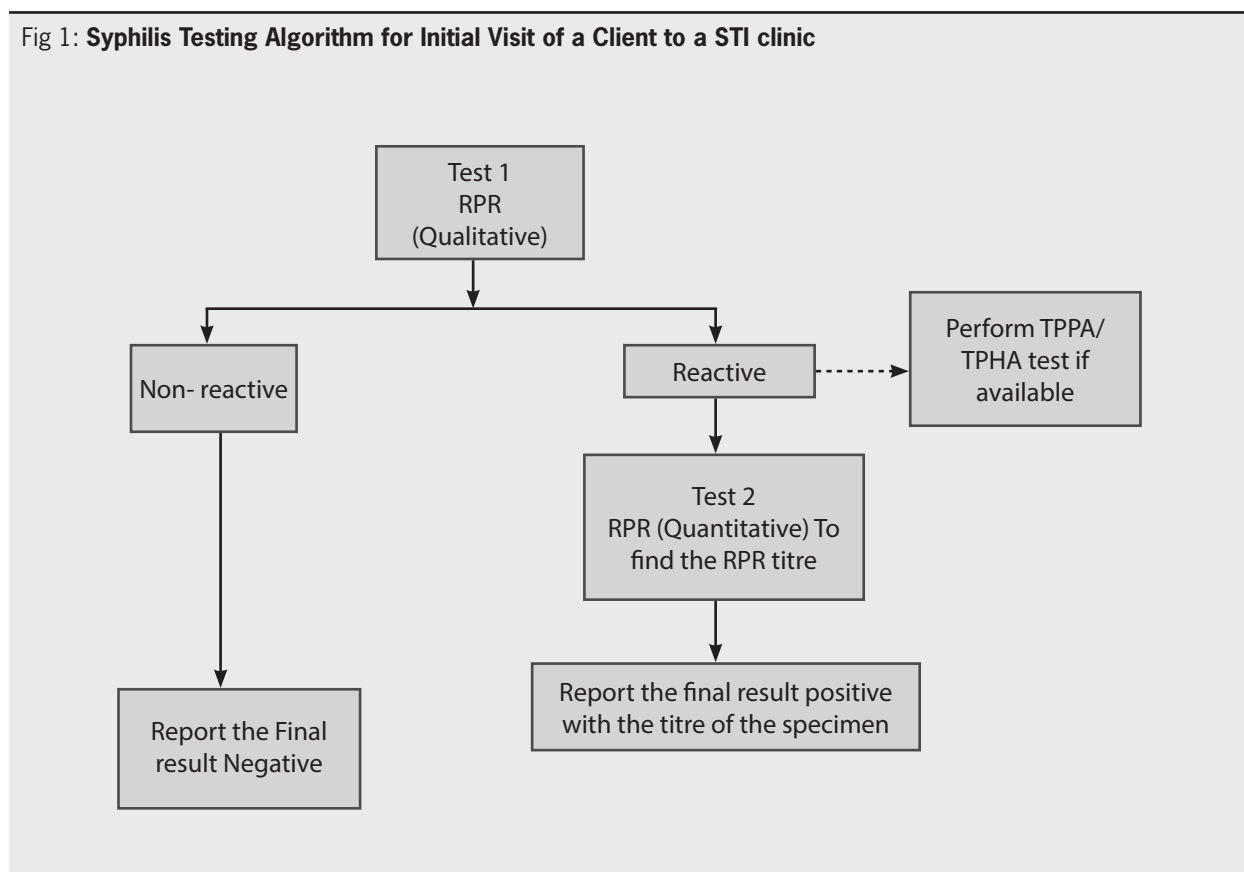 Fig 1: Syphilis Testing Algorithm for Initial Visit of a Client to a STI clinic
Test 1
RPR
(Qualitative)
Non- reactive
Reactive
Perform TPPA/
TPHA test if
available
Test 2
RPR (Quantitative) To
find the RPR titre
Report the Final
result Negative
Report the final result positive
with the titre of the specimen